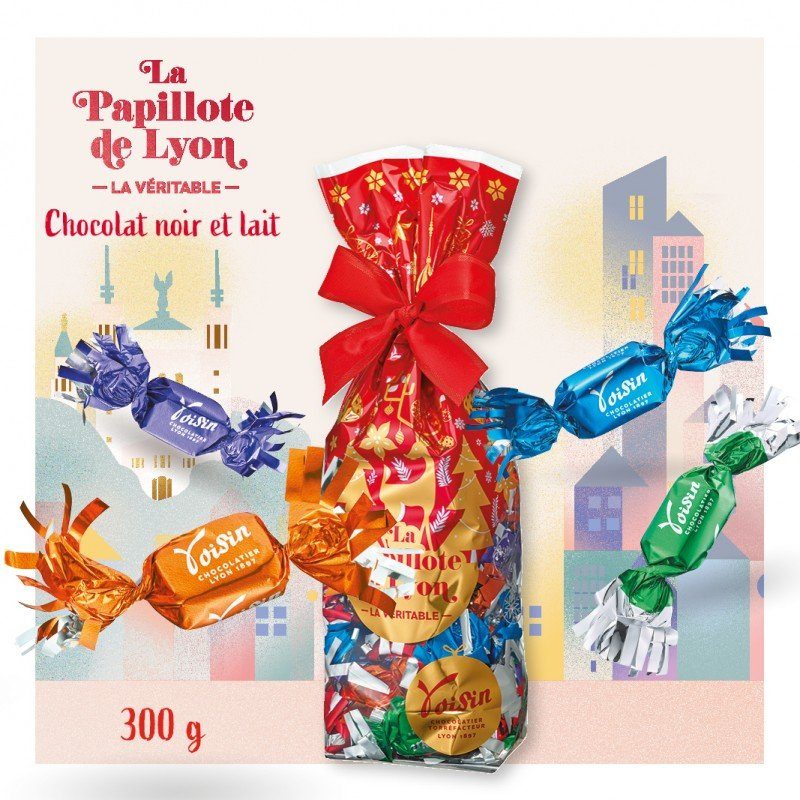 La
Papillote
de Lyon
LA VÉRITABLE
Chocolat noir et lait
Voisin
CHOCOLATIER
LYON 1897
Voisin
CHOCOLATIER
LYON 1897
Voisin
CHOCOLATIER
LYON 1897
Voisin
CHOCOLATIER
LYON 1897
La
Papillote
de Lyon
LA VÉRITABLE
Voisin
CHOCOLATIER
TORRÉFACTEUR
LYON 1897
300 g